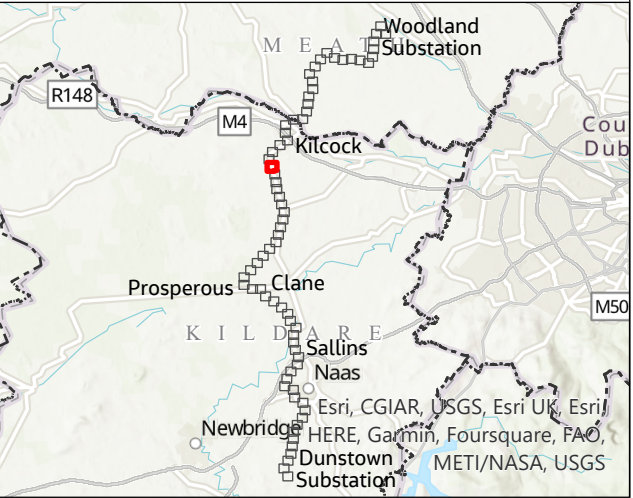 Woodland
Substation
MEATH
R148
M4
Kilcock
Cou
Dub
Prosperous
Clane
M50
KILDARE
Sallins
Naas
Esri, CGIAR, USGS, Esri UK, Esri,
Newbridge
HERE, Garmin, Foursquare, FAO,
Dunstown
METI/NASA, USGS
Substation